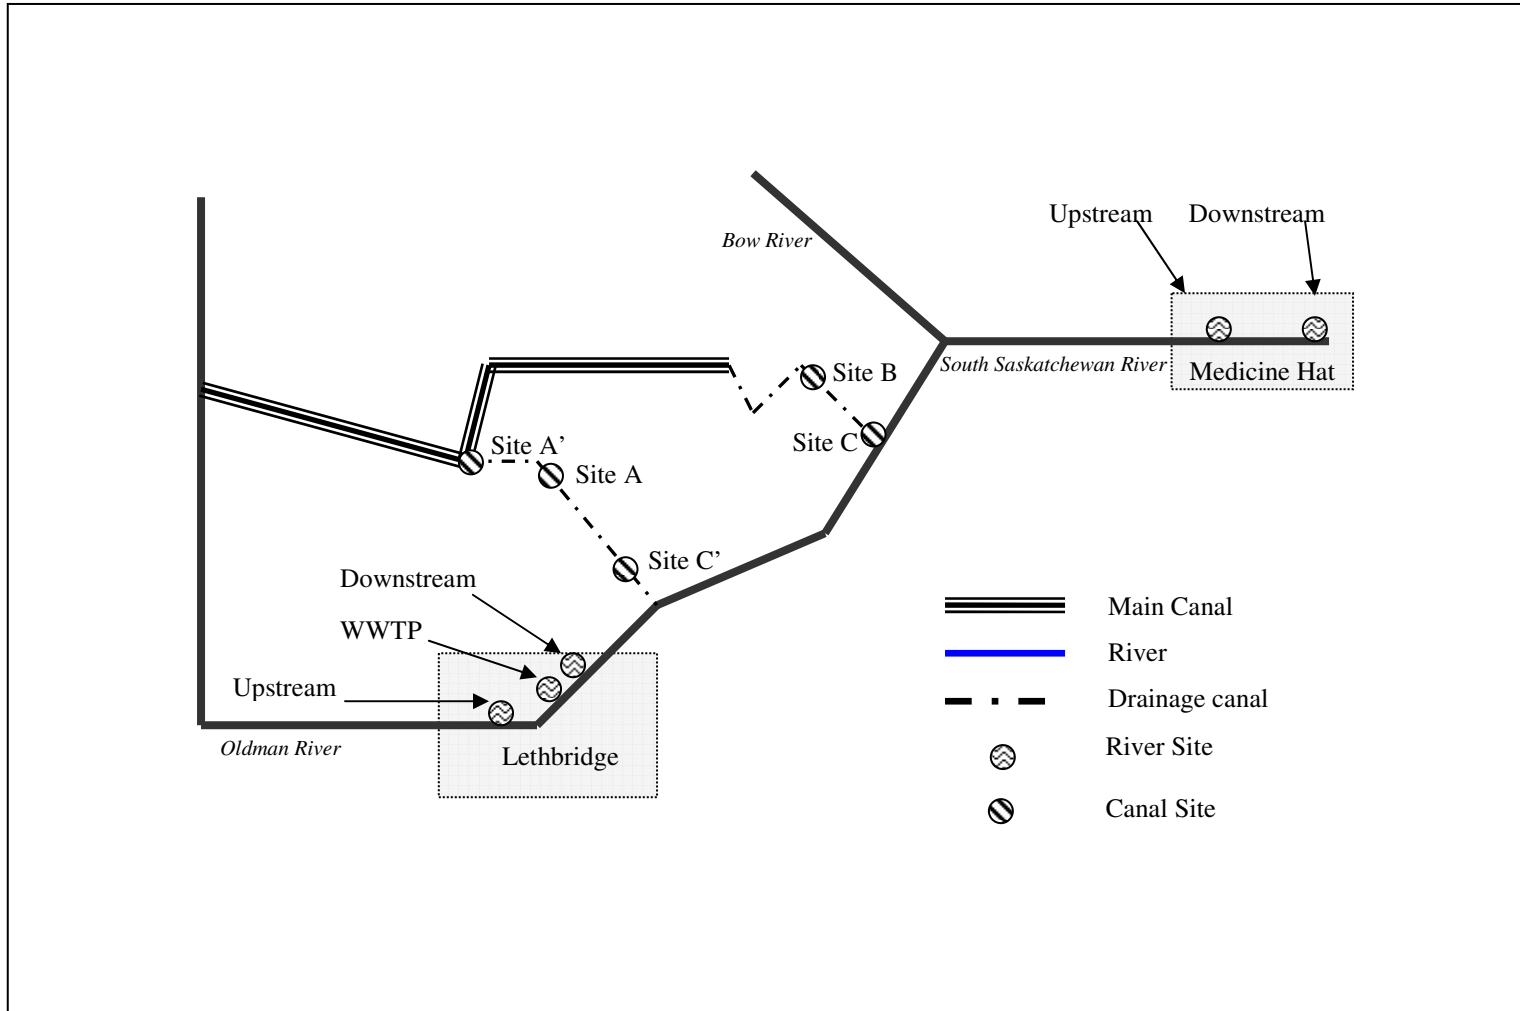 Upstream
Downstream
Bow River
South Saskatchewan River
Medicine Hat
Site B
Site C
Site A’
Site A
Site C’
Downstream
WWTP
Upstream
Oldman River
Lethbridge
Main Canal
River
Drainage canal
River Site
Canal Site